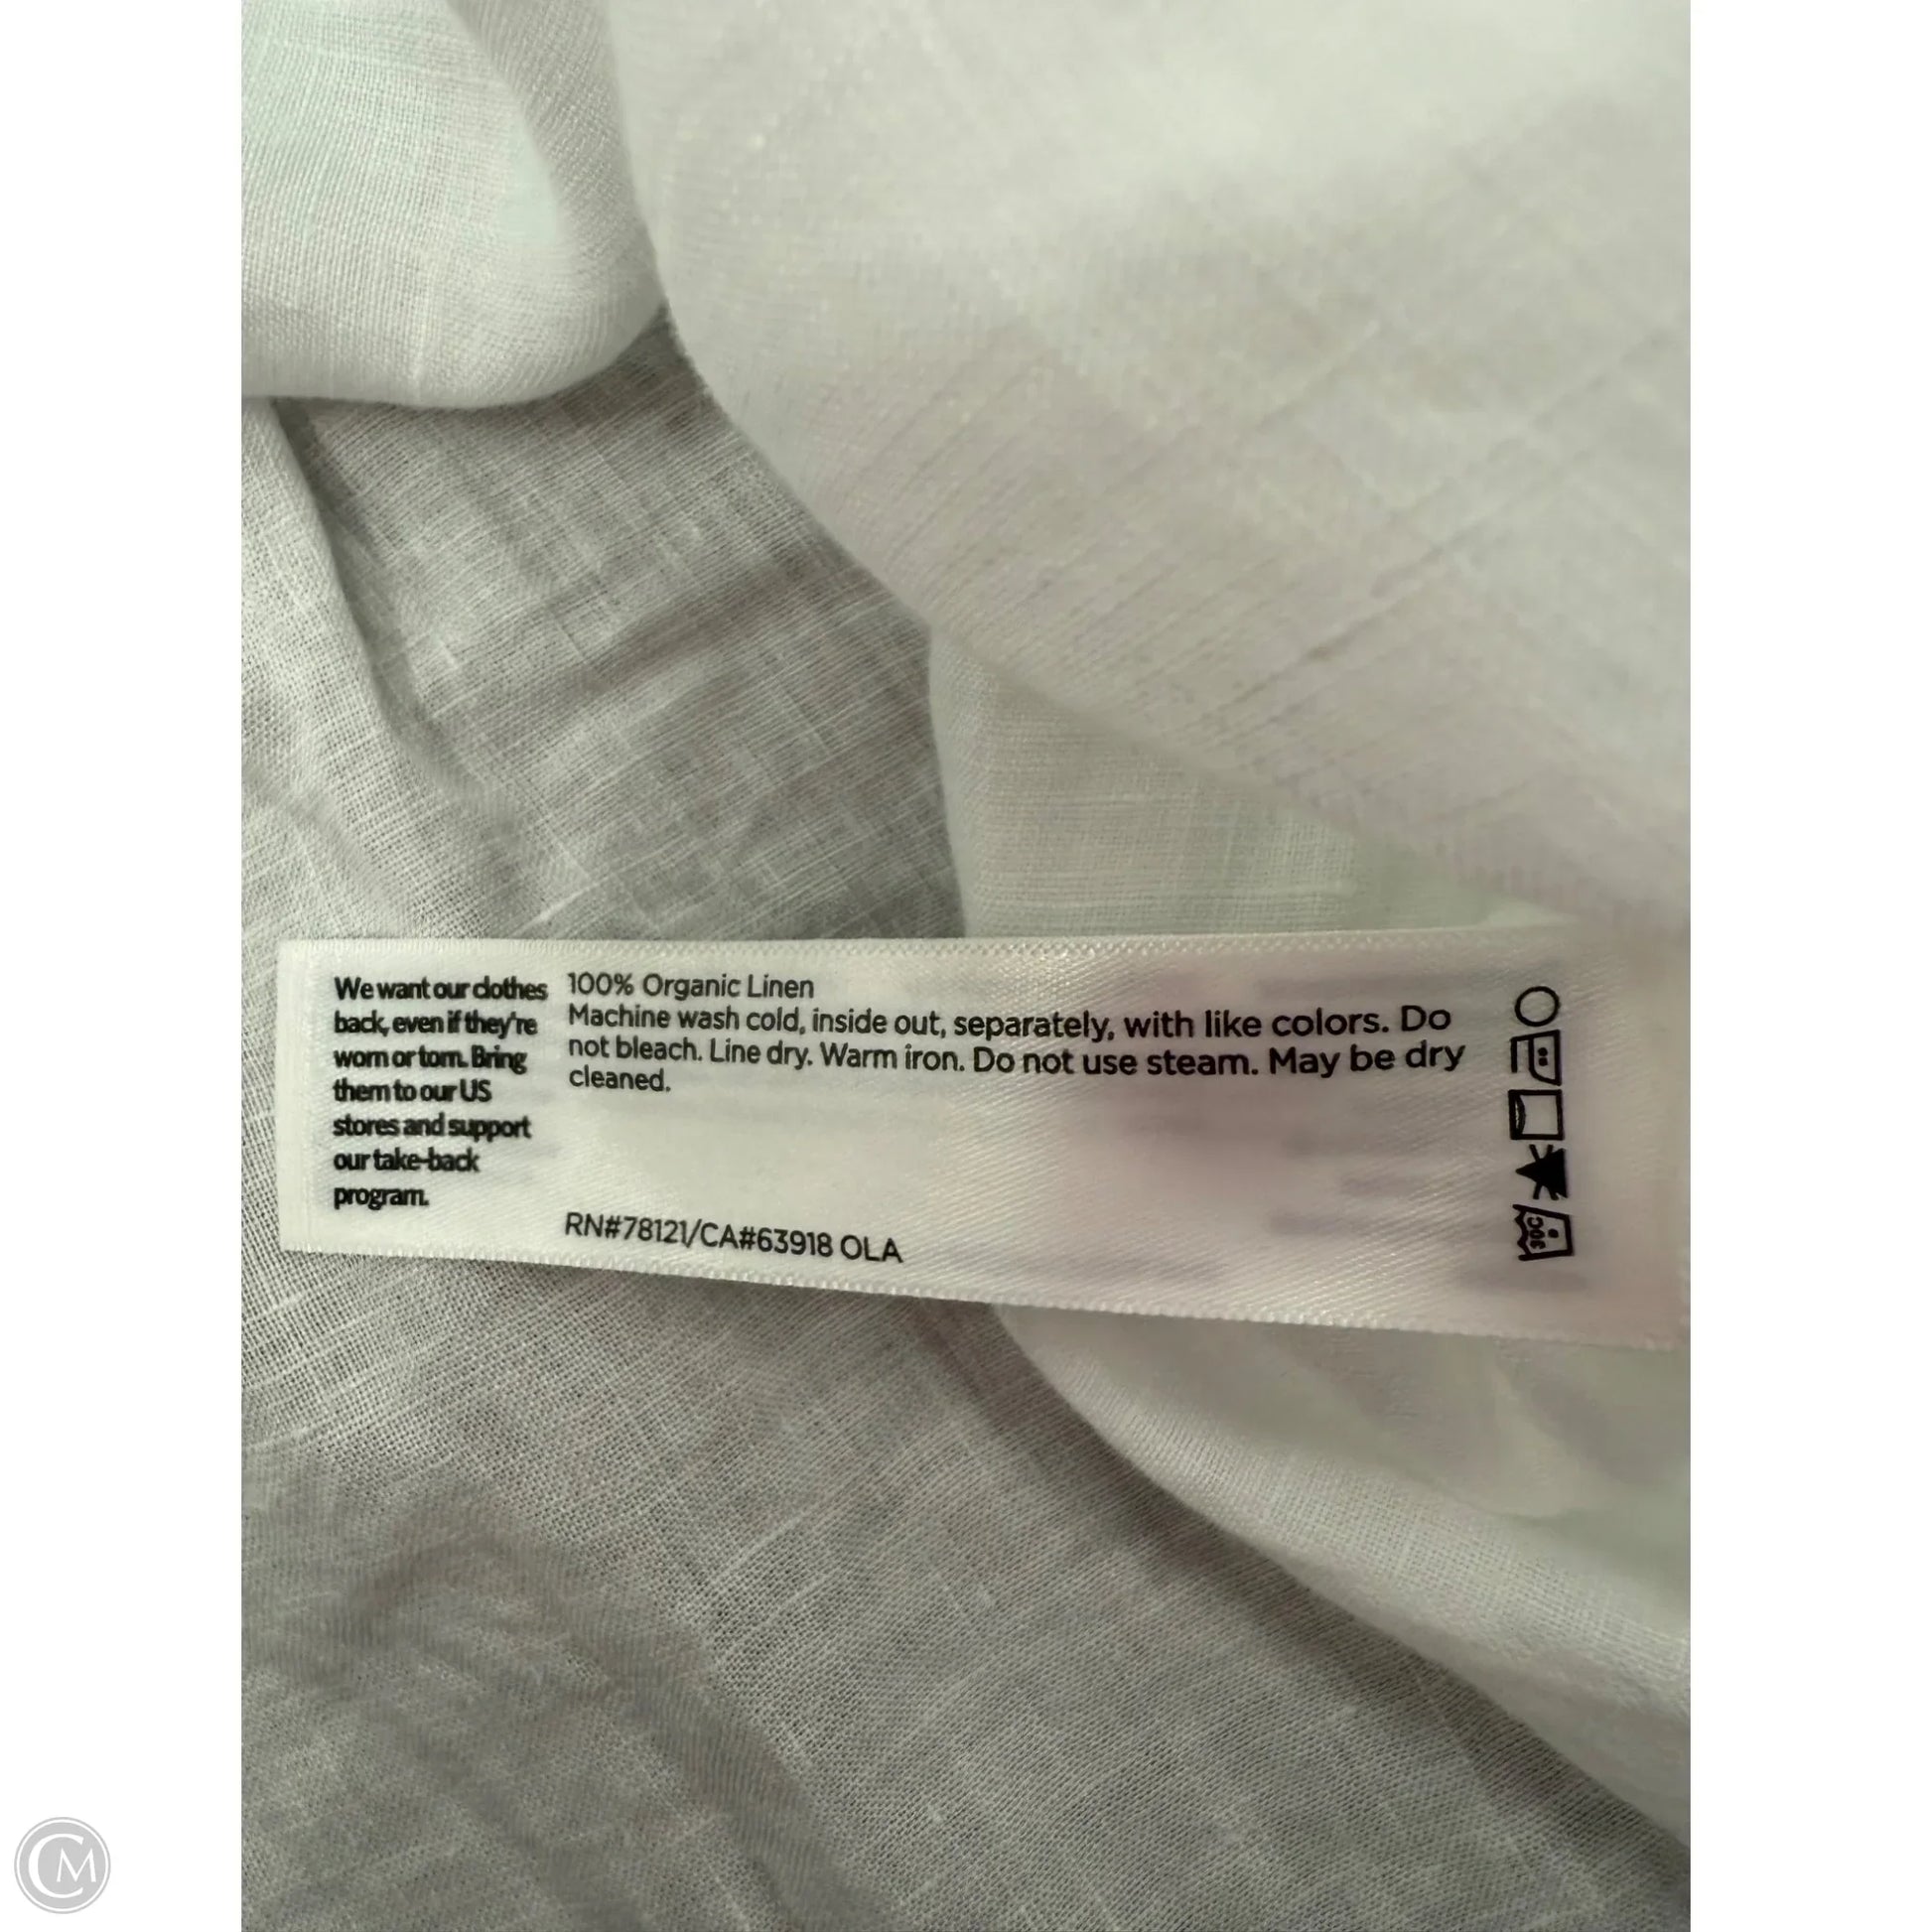 We want our clothes
back, even if they're
worn or torn. Bring
them to our US
stores and support
our take-back
program.
100% Organic Linen
Machine wash cold, inside out, separately, with like colors. Do
not bleach. Line dry. Warm iron. Do not use steam. May be dry
cleaned.
RN#78121/CA#63918 OLA
30C
CM